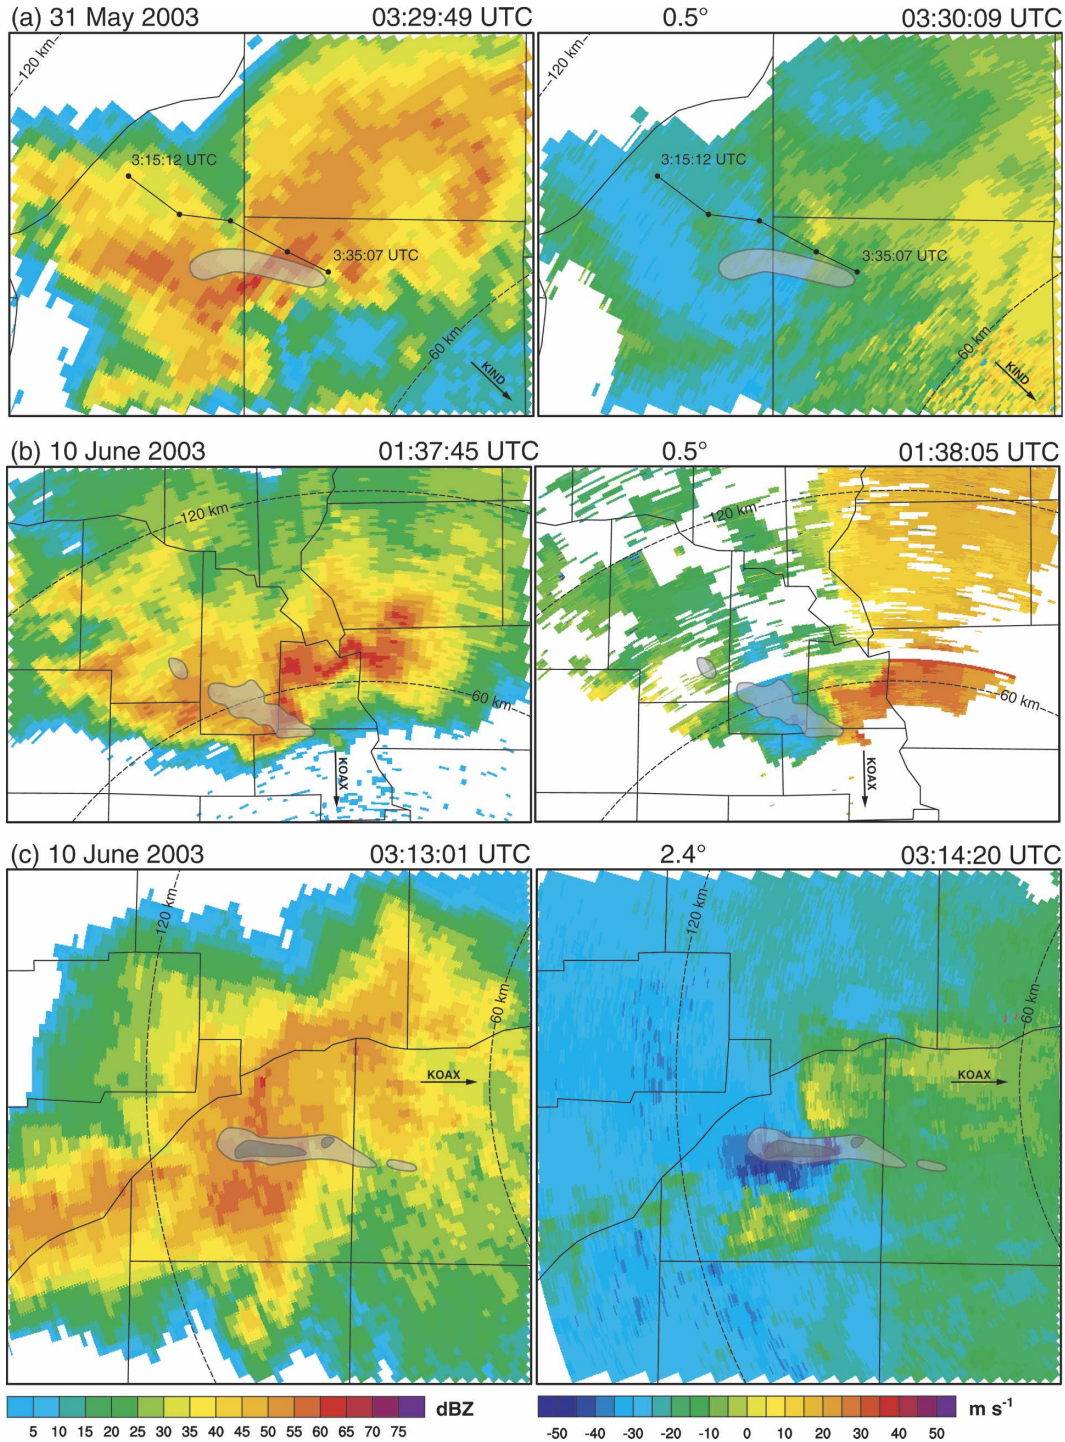 (a) 31 May 2003 03:29:49 UTC 0.5° 03:30:09 UTC
120 km
3:15:12 UTC
3:35:07 UTC
60 km
KIND
120 km
3:15:12 UTC
3:35:07 UTC
60 km
KIND
(b) 10 June 2003 01:37:45 UTC 0.5° 01:38:05 UTC
120 km
60 km
KOAX
120 km
60 km
KOAX
(c) 10 June 2003 03:13:01 UTC 2.4° 03:14:20 UTC
120 km
60 km
KOAX
120 km
60 km
KOAX
dBZ
5 10 15 20 25 30 35 40 45 50 55 60 65 70 75
m s-1
-50 -40 -30 -20 -10 0 10 20 30 40 50